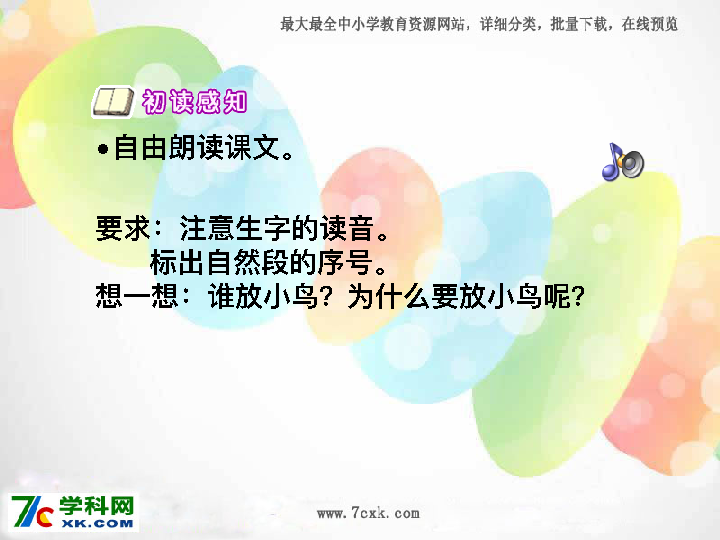 最大最全中小学教育资源网站，详细分类，批量下载，在线预览
初读感知
•自由朗读课文。
要求：注意生字的读音。
标出自然段的序号。
想一想：谁放小鸟？为什么要放小鸟呢？
7c 学科网
XK.COM
www.7cxk.com